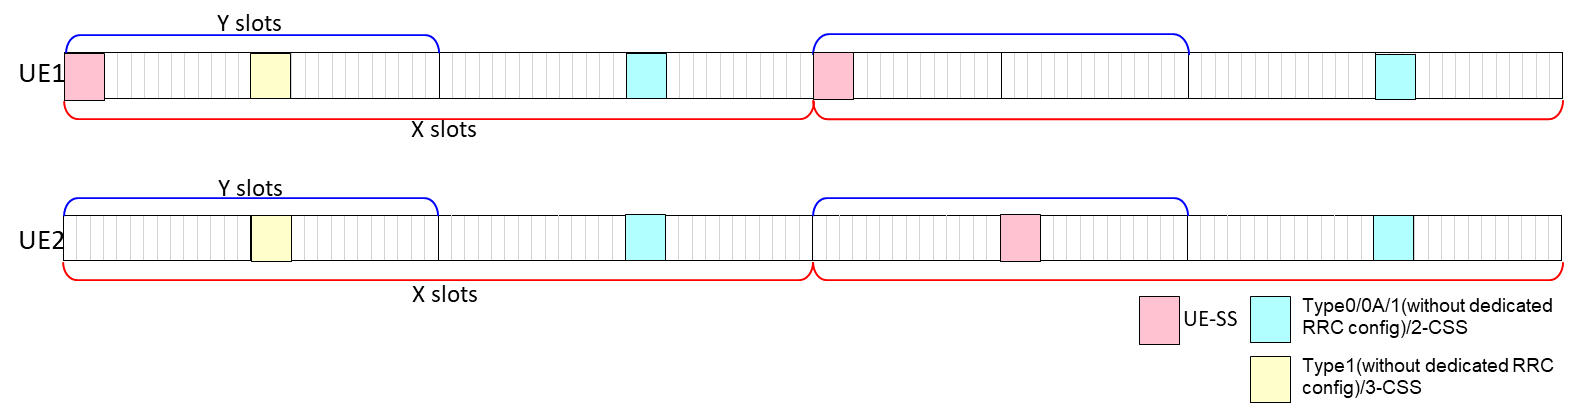 Y slots
UE1
X slots
Y slots
UE2
X slots
UE-SS
Type0/0A/1(without dedicated
RRC config)/2-CSS
Type1(without dedicated RRC
config)/3-CSS